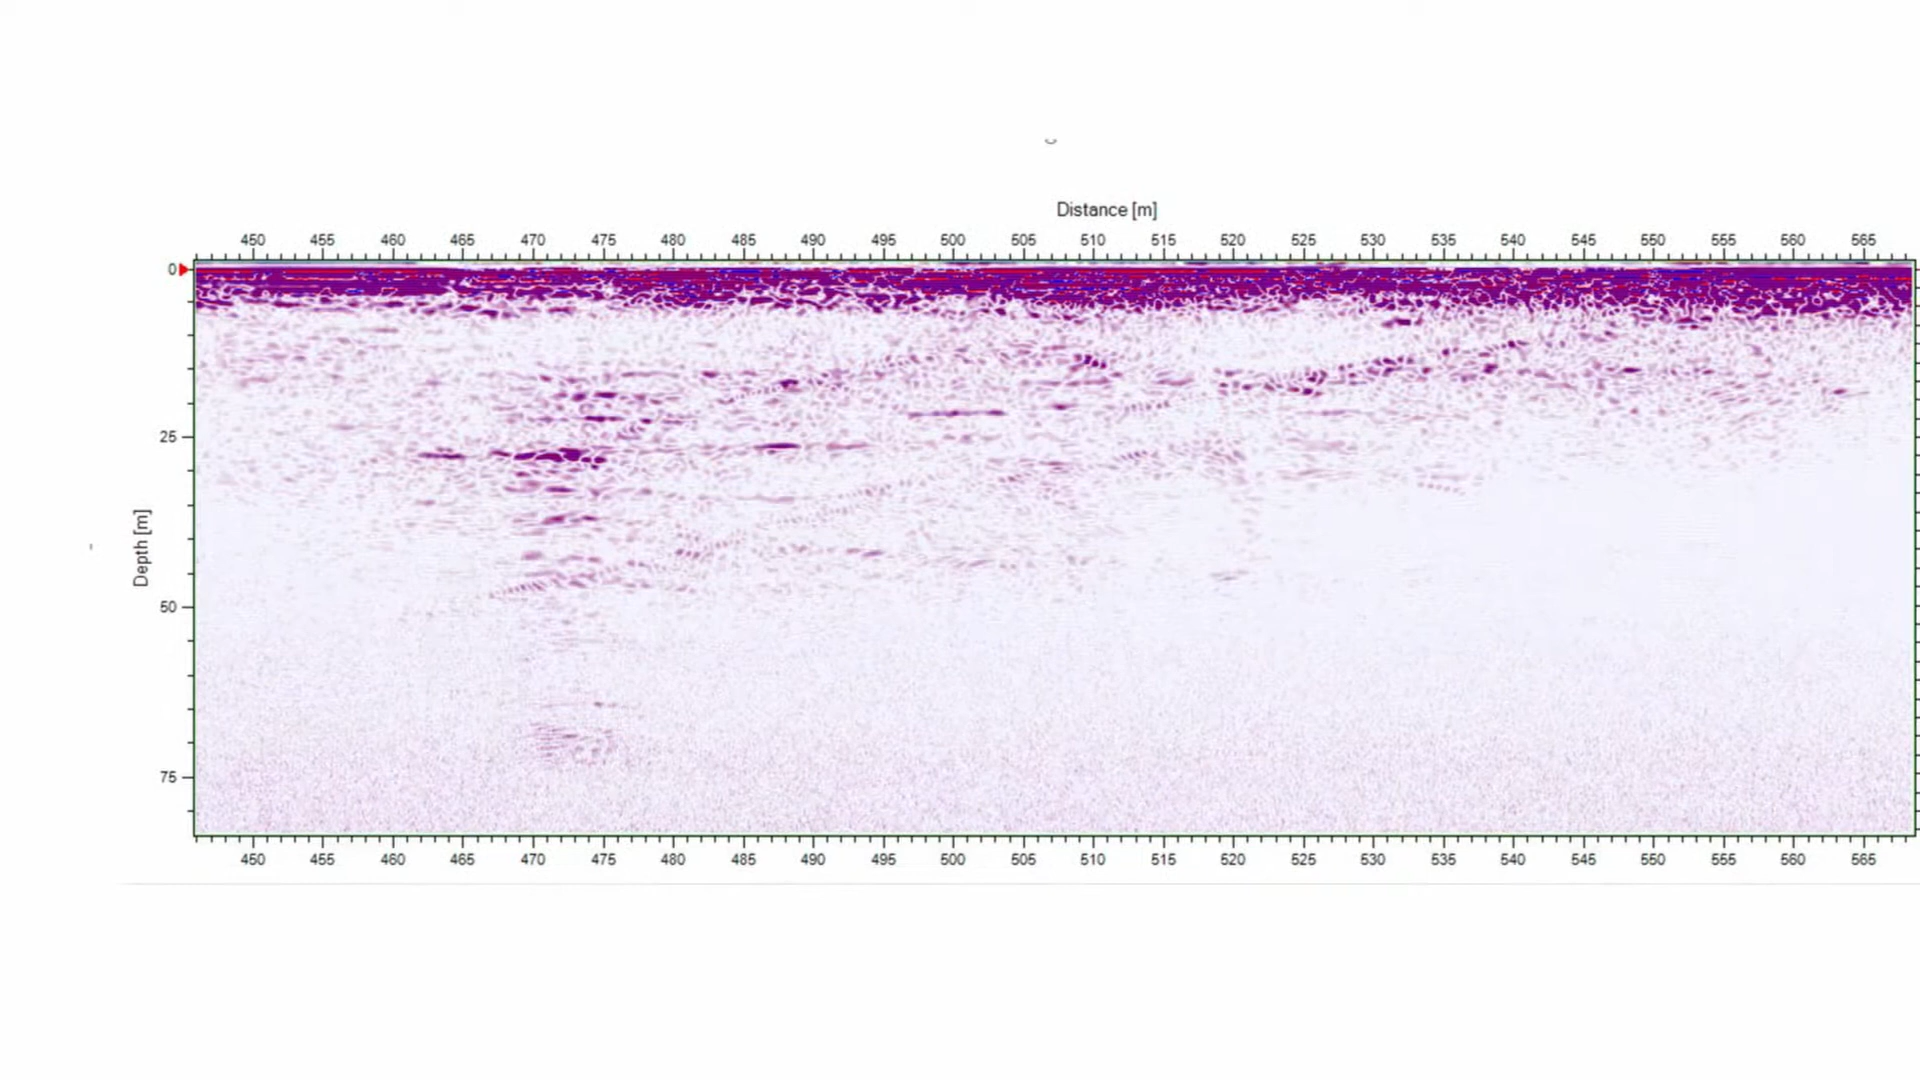 Distance [m]
450 455 460 465 470 475 480 485 490 495 500 505 510 515 520 525 530 535 540 545 550 555 560 565
0
25
Depth [m]
50
75
450 455 460 465 470 475 480 485 490 495 500 505 510 515 520 525 530 535 540 545 550 555 560 565